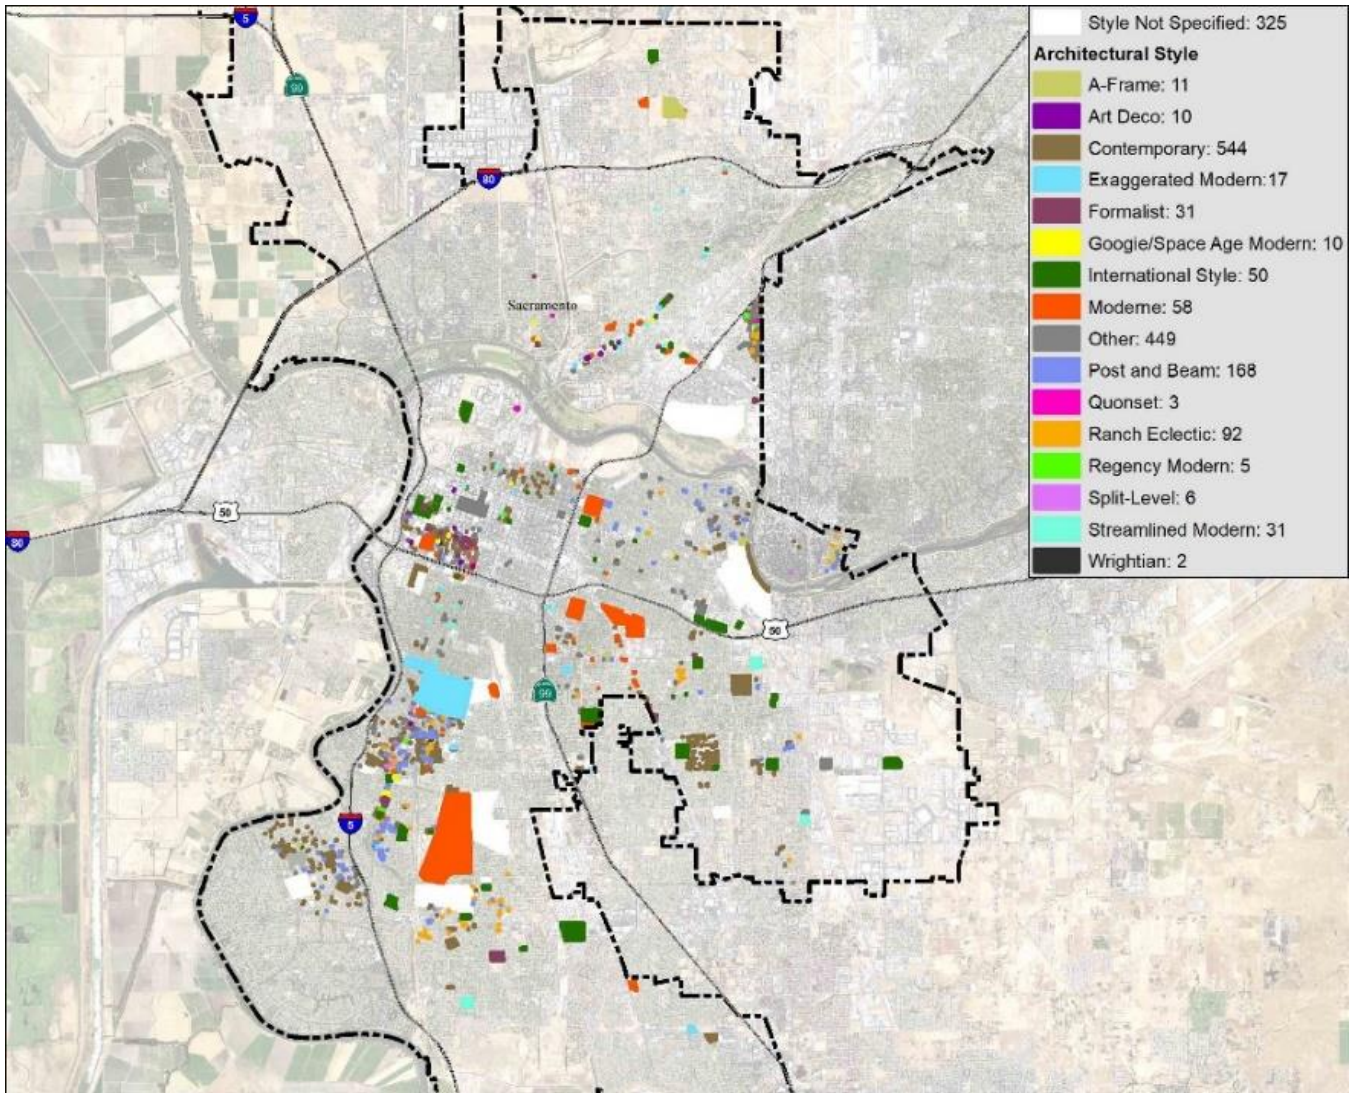 5
99
80
Sacramento
50
80
50
99
5
Style Not Specified: 325
Architectural Style
A-Frame: 11
Art Deco: 10
Contemporary: 544
Exaggerated Modern:17
Formalist: 31
Googie/Space Age Modern: 10
International Style: 50
Moderne: 58
Other: 449
Post and Beam: 168
Quonset: 3
Ranch Eclectic: 92
Regency Modern: 5
Split-Level: 6
Streamlined Modern: 31
Wrightian: 2